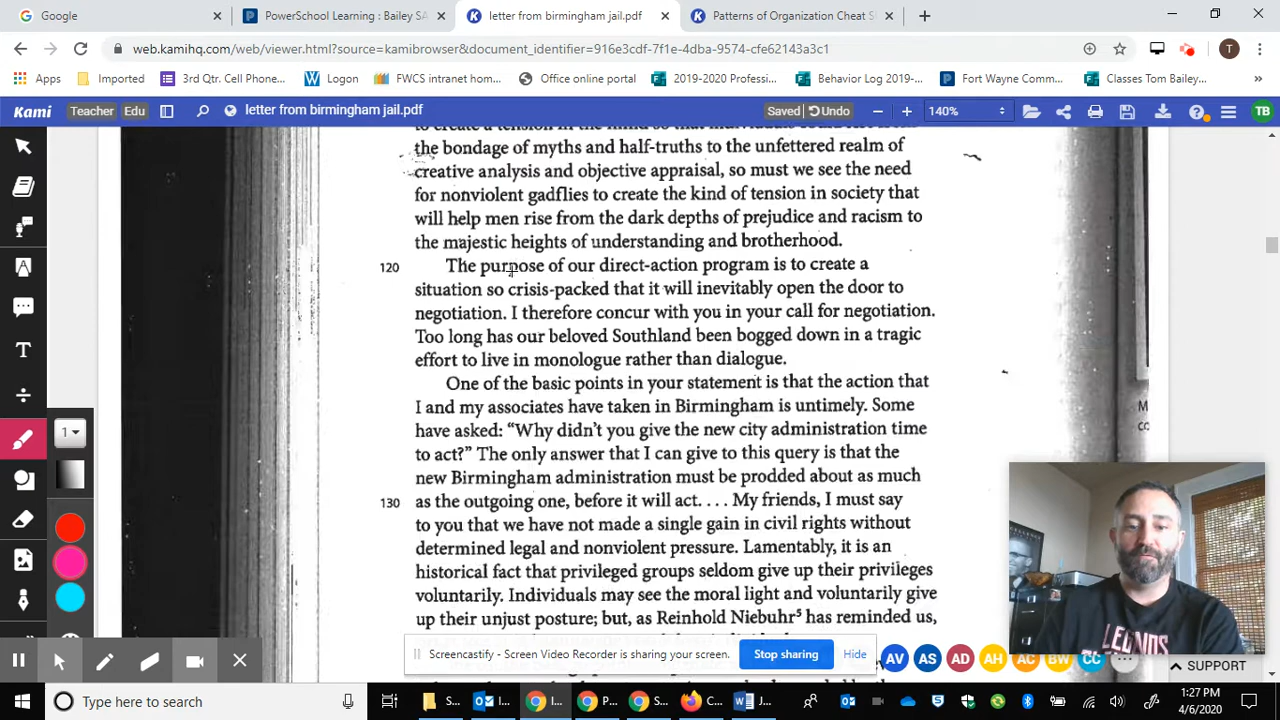 Google
PowerSchool Learning : Bailey SA
letter from birmingham jail.pdf
Patterns of Organization Cheat S
web.kamihq.com/web/viewer.html?source=kamibrowser&document_identifier=916e3cdf-7f1e-4dba-9574-cfe62143a3c1
T
Apps
Imported
3rd Qtr. Cell Phone...
Logon
FWCS intranet hom...
Office online portal
2019-2020 Professi...
Behavior Log 2019-...
Fort Wayne Comm...
Classes Tom Bailey...
Kami
Teacher
Edu
letter from birmingham jail.pdf
Saved
Undo
140%
TB
the bondage of myths and half-truths to the unfettered realm of
creative analysis and objective appraisal, so must we see the need
for nonviolent gadflies to create the kind of tension in society that
will help men rise from the dark depths of prejudice and racism to
the majestic heights of understanding and brotherhood.
120 The purpose of our direct-action program is to create a
situation so crisis-packed that it will inevitably open the door to
negotiation. I therefore concur with you in your call for negotiation.
Too long has our beloved Southland been bogged down in a tragic
effort to live in monologue rather than dialogue.
One of the basic points in your statement is that the action that
I and my associates have taken in Birmingham is untimely. Some
have asked: “Why didn’t you give the new city administration time
to act?” The only answer that I can give to this query is that the
new Birmingham administration must be prodded about as much
130 as the outgoing one, before it will act. . . . My friends, I must say
to you that we have not made a single gain in civil rights without
determined legal and nonviolent pressure. Lamentably, it is an
historical fact that privileged groups seldom give up their privileges
voluntarily. Individuals may see the moral light and voluntarily give
up their unjust posture; but, as Reinhold Niebuhr⁵ has reminded us,
M
co
1
LEGENDS
Screencastify - Screen Video Recorder is sharing your screen.
Stop sharing
Hide
AV
AS
AD
AH
AC
BW
CC
SUPPORT
Type here to search
S...
I...
I...
P...
S...
C...
J...
1:27 PM
4/6/2020